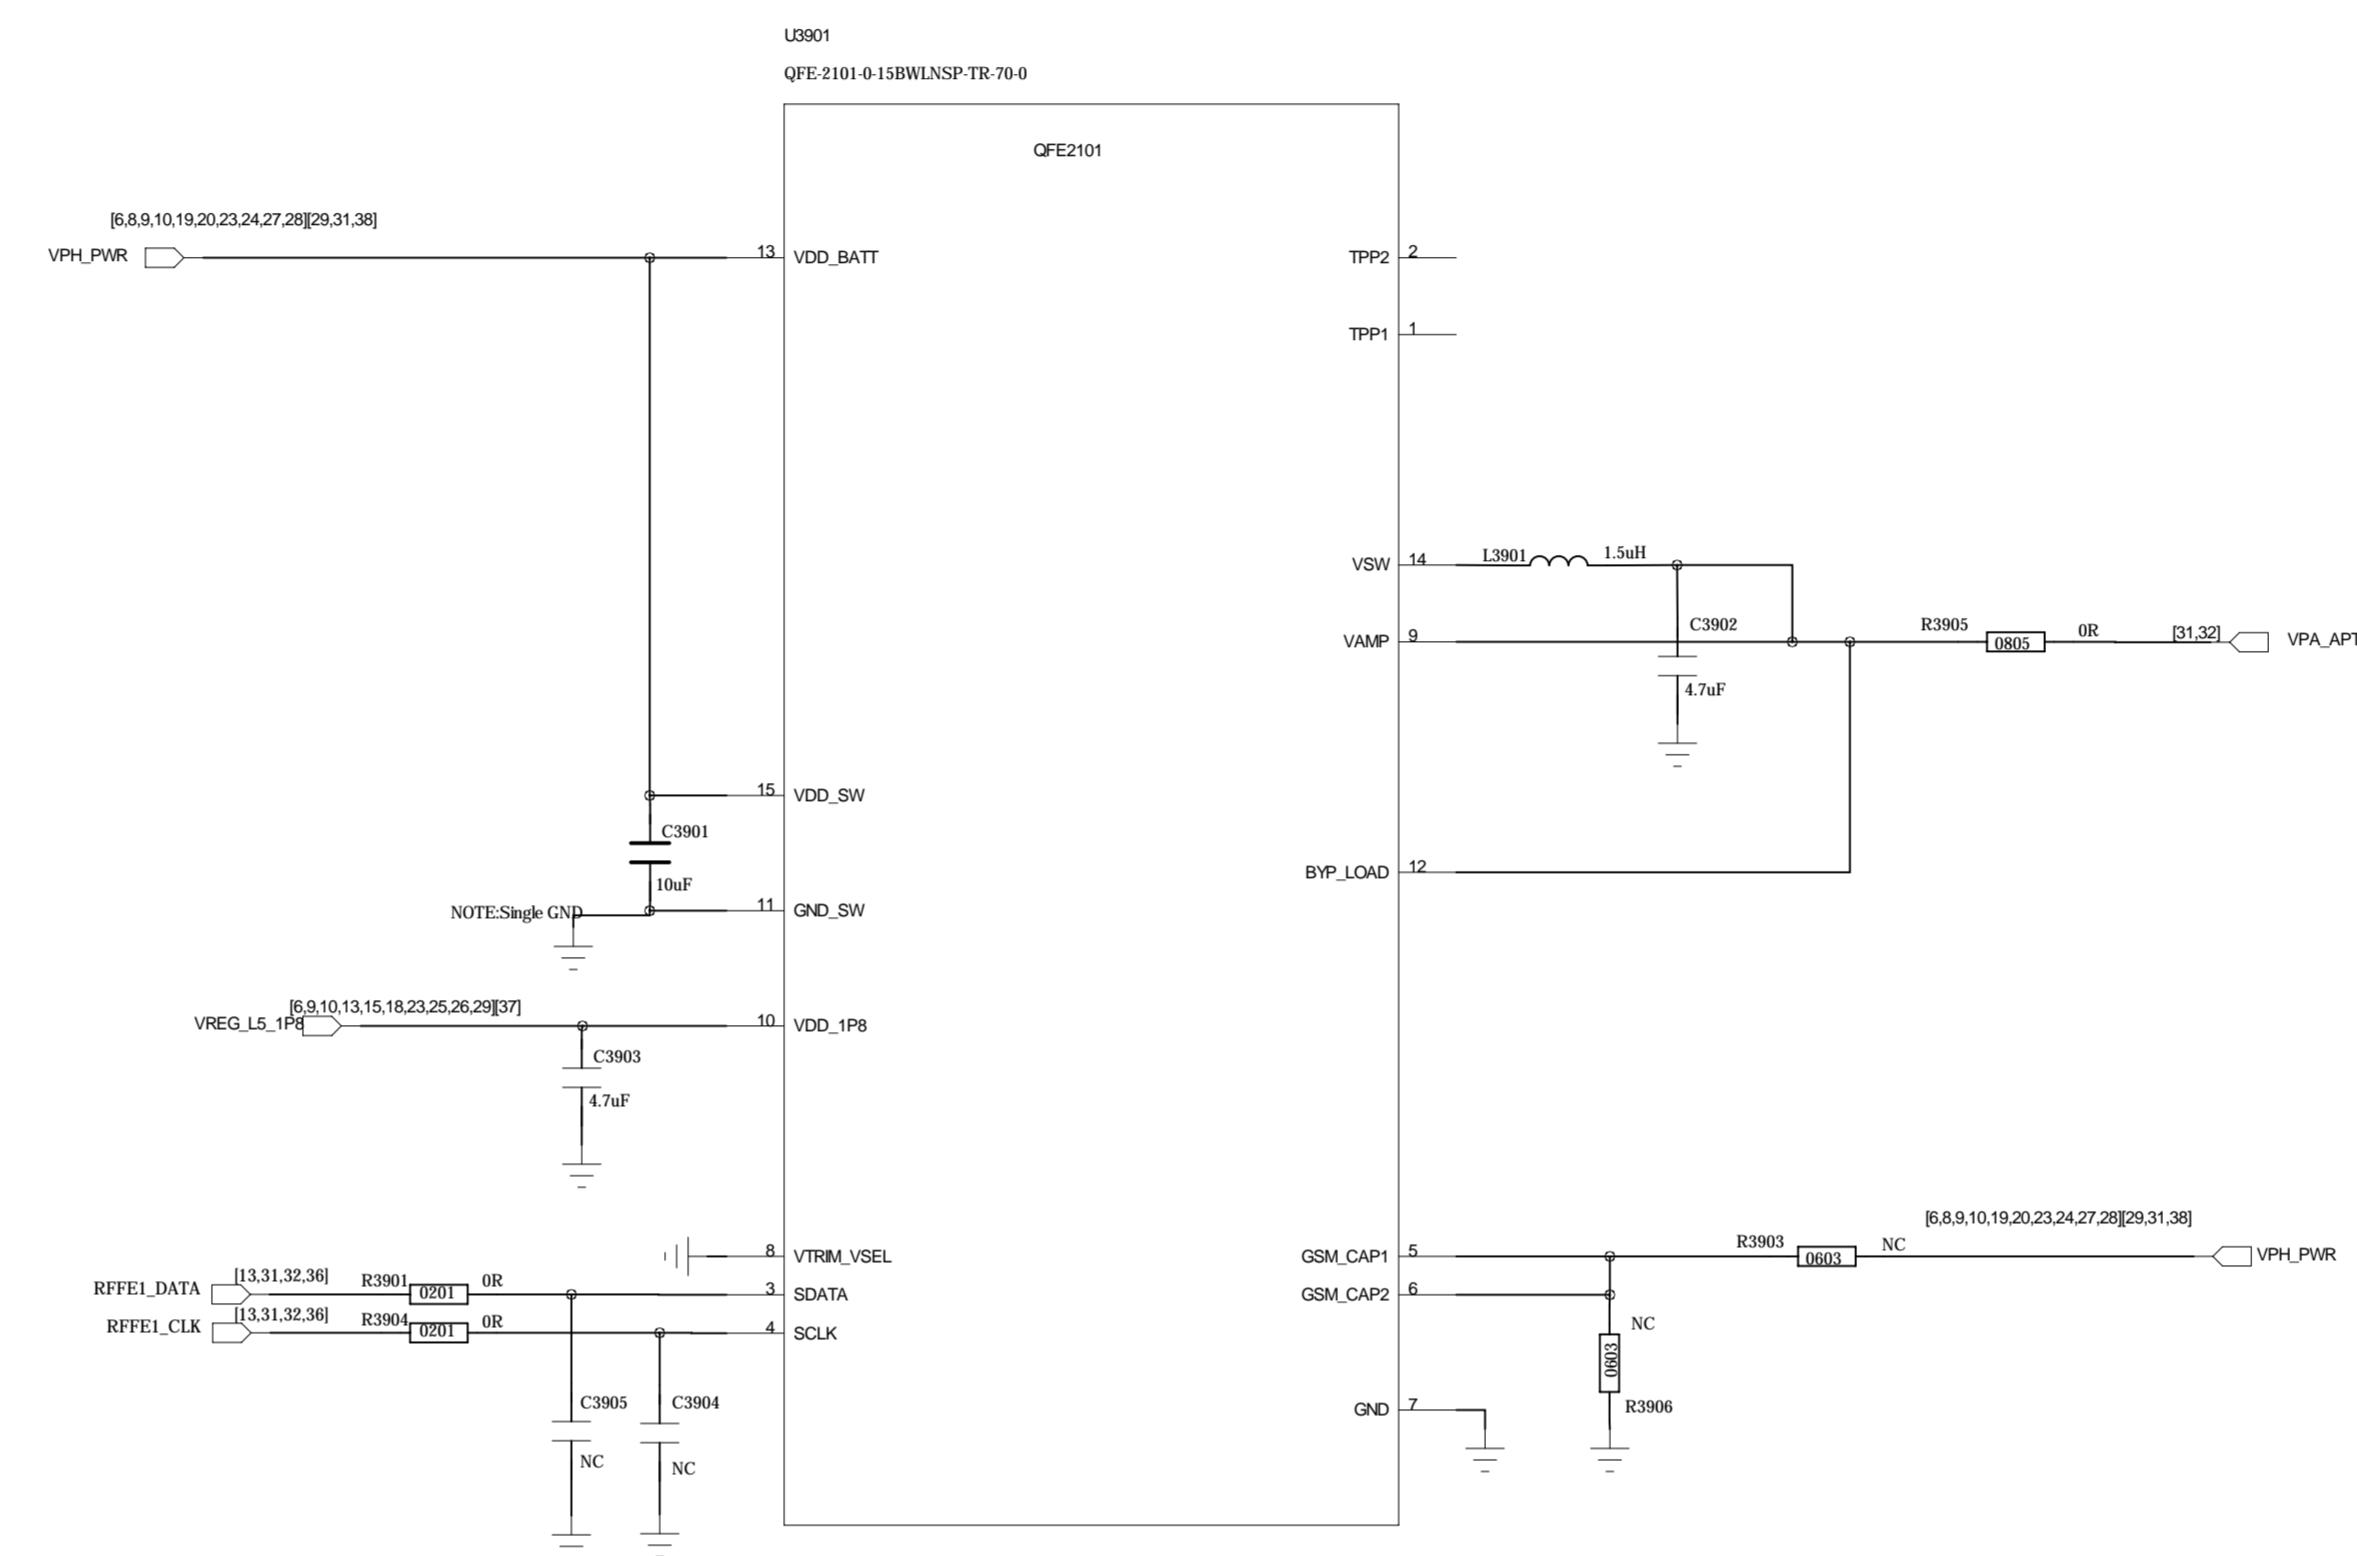 U3901
QFE-2101-0-15BWLNSP-TR-70-0
QFE2101
[6,8,9,10,19,20,23,24,27,28][29,31,38]
VPH_PWR
13 VDD_BATT
TPP2 2
TPP1 1
VSW 14 L3901 1.5uH
C3902
VAMP 9 R3905 0805 0R [31,32] VPA_APT
4.7uF
15 VDD_SW
C3901
10uF
BYP_LOAD 12
NOTE:Single GND
11 GND_SW
[6,9,10,13,15,18,23,25,26,29][37]
VREG_L5_1P8
10 VDD_1P8
C3903
4.7uF
8 VTRIM_VSEL
[6,8,9,10,19,20,23,24,27,28][29,31,38]
GSM_CAP1 5 R3903 0603 NC VPH_PWR
RFFE1_DATA [13,31,32,36] R3901 0201 0R 3 SDATA
GSM_CAP2 6
RFFE1_CLK [13,31,32,36] R3904 0201 0R 4 SCLK
NC
0603
R3906
C3905
C3904
GND 7
NC
NC